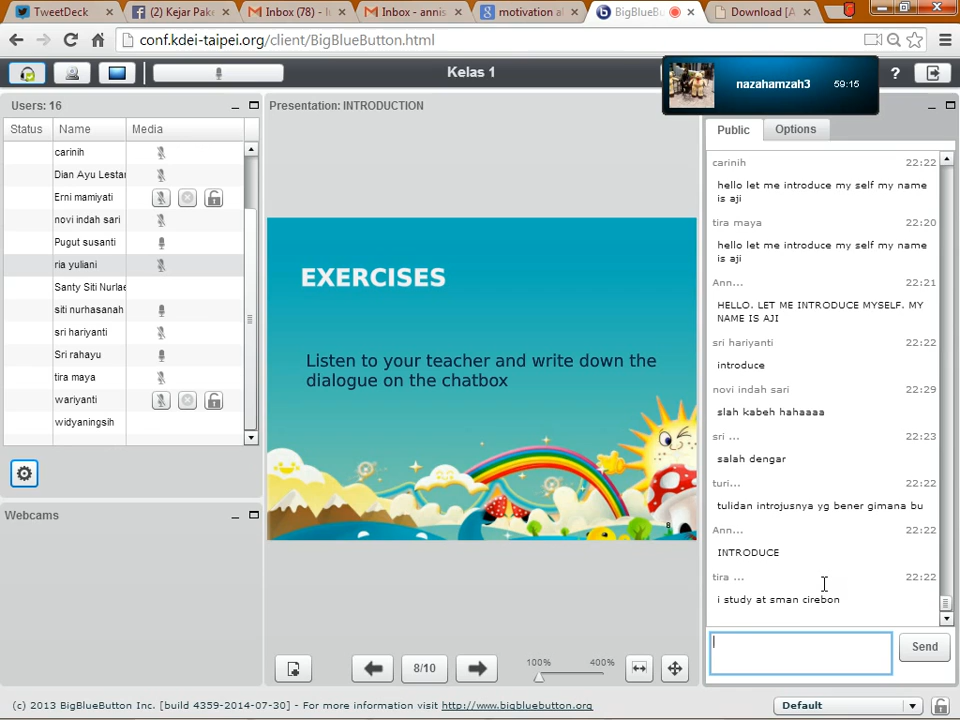 TweetDeck
(2) Kejar Pak
Inbox (78) - l
Inbox - annis
motivation al
BigBlueBu
Download [A
conf.kdei-taipei.org/client/BigBlueButton.html
Kelas 1
nazahamzah3 59:15
?
Users: 16
Status Name Media
carinih
Dian Ayu Lestar
Erni mamiyati
novi indah sari
Pugut susanti
ria yuliani
Santy Siti Nurlae
siti nurhasanah
sri hariyanti
Sri rahayu
tira maya
wariyanti
widyaningsih
Webcams
Presentation: INTRODUCTION
EXERCISES
Listen to your teacher and write down the
dialogue on the chatbox
8
8/10
100% 400%
Public Options
carinih 22:22
hello let me introduce my self my name
is aji
tira maya 22:20
hello let me introduce my self my name
is aji
Ann... 22:21
HELLO. LET ME INTRODUCE MYSELF. MY
NAME IS AJI
sri hariyanti 22:22
introduce
novi indah sari 22:29
slah kabeh hahaaaa
sri ... 22:23
salah dengar
turi... 22:22
tulidan introjusnya yg bener gimana bu
Ann... 22:22
INTRODUCE
tira ... 22:22
i study at sman cirebon
Send
(c) 2013 BigBlueButton Inc. [build 4359-2014-07-30] - For more information visit http://www.bigbluebutton.org
Default